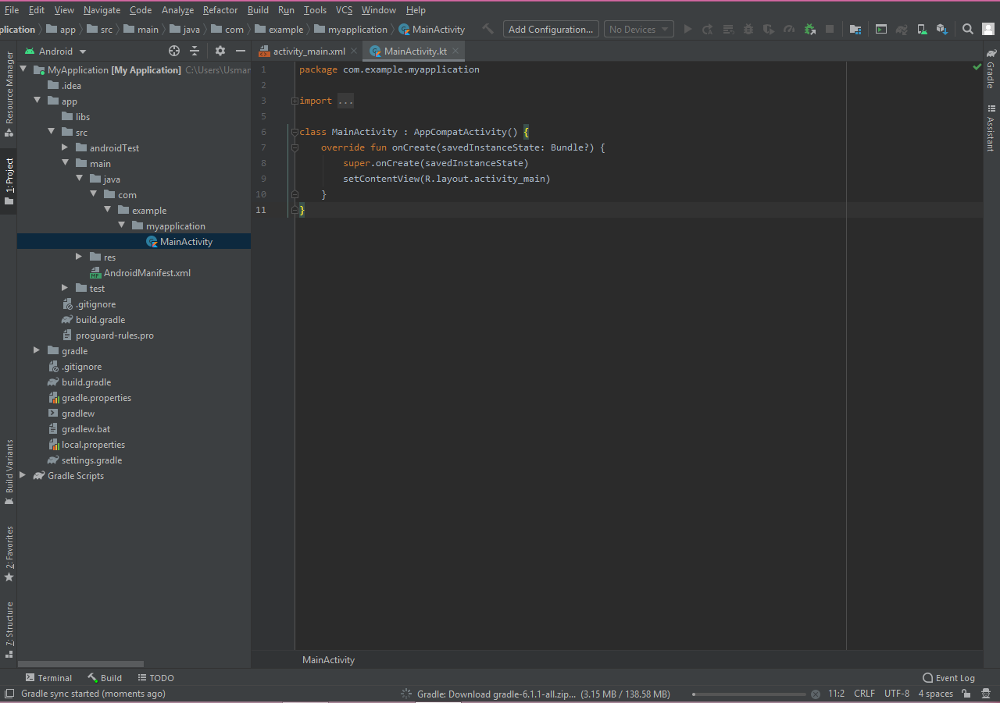 File Edit View Navigate Code Analyze Refactor Build Run Tools VCS Window Help
plication app src main java com example myapplication MainActivity Add Configuration... No Devices
Android
activity_main.xml MainActivity.kt
Resource Manager
1: Project
Build Variants
2: Favorites
7: Structure
MyApplication [My Application] C:\Users\Usman
.idea
app
libs
src
androidTest
main
java
com
example
myapplication
MainActivity
res
MF AndroidManifest.xml
test
.gitignore
build.gradle
proguard-rules.pro
gradle
.gitignore
build.gradle
gradle.properties
gradlew
gradlew.bat
local.properties
settings.gradle
Gradle Scripts
1 package com.example.myapplication
2
3 import ...
5
6 class MainActivity : AppCompatActivity() {
7 override fun onCreate(savedInstanceState: Bundle?) {
8 super.onCreate(savedInstanceState)
9 setContentView(R.layout.activity_main)
10 }
11 }
MainActivity
Gradle
Assistant
Terminal Build TODO Event Log
Gradle sync started (moments ago) Gradle: Download gradle-6.1.1-all.zip... (3.15 MB / 138.58 MB) 11:2 CRLF UTF-8 4 spaces